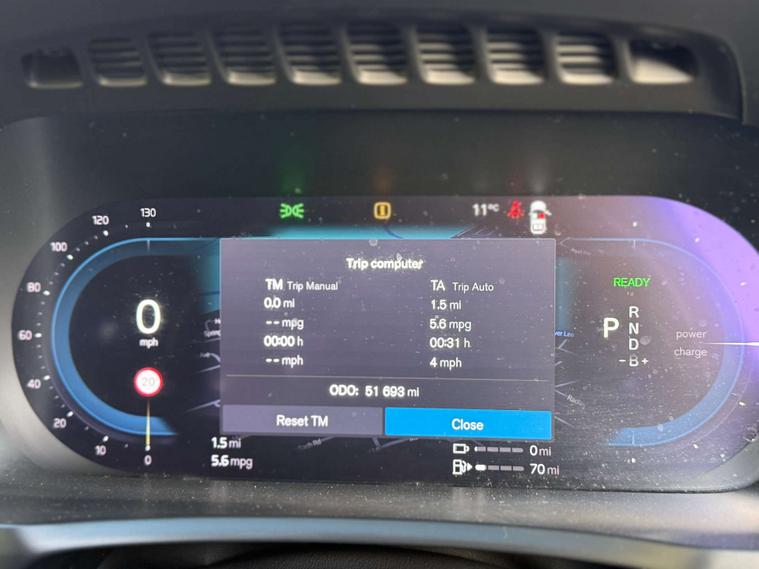 130
120
100
80
60
40
20
10
0
0
mph
20
11°C
Trip computer
TM Trip Manual
0.0 mi
-- mpg
00:00 h
-- mph
TA Trip Auto
1.5 mi
5.6 mpg
00:31 h
4 mph
ODO: 51 693 mi
Reset TM
Close
READY
P
R
N
D
-B+
power
charge
1.5 mi
5.6 mpg
0 mi
70 mi